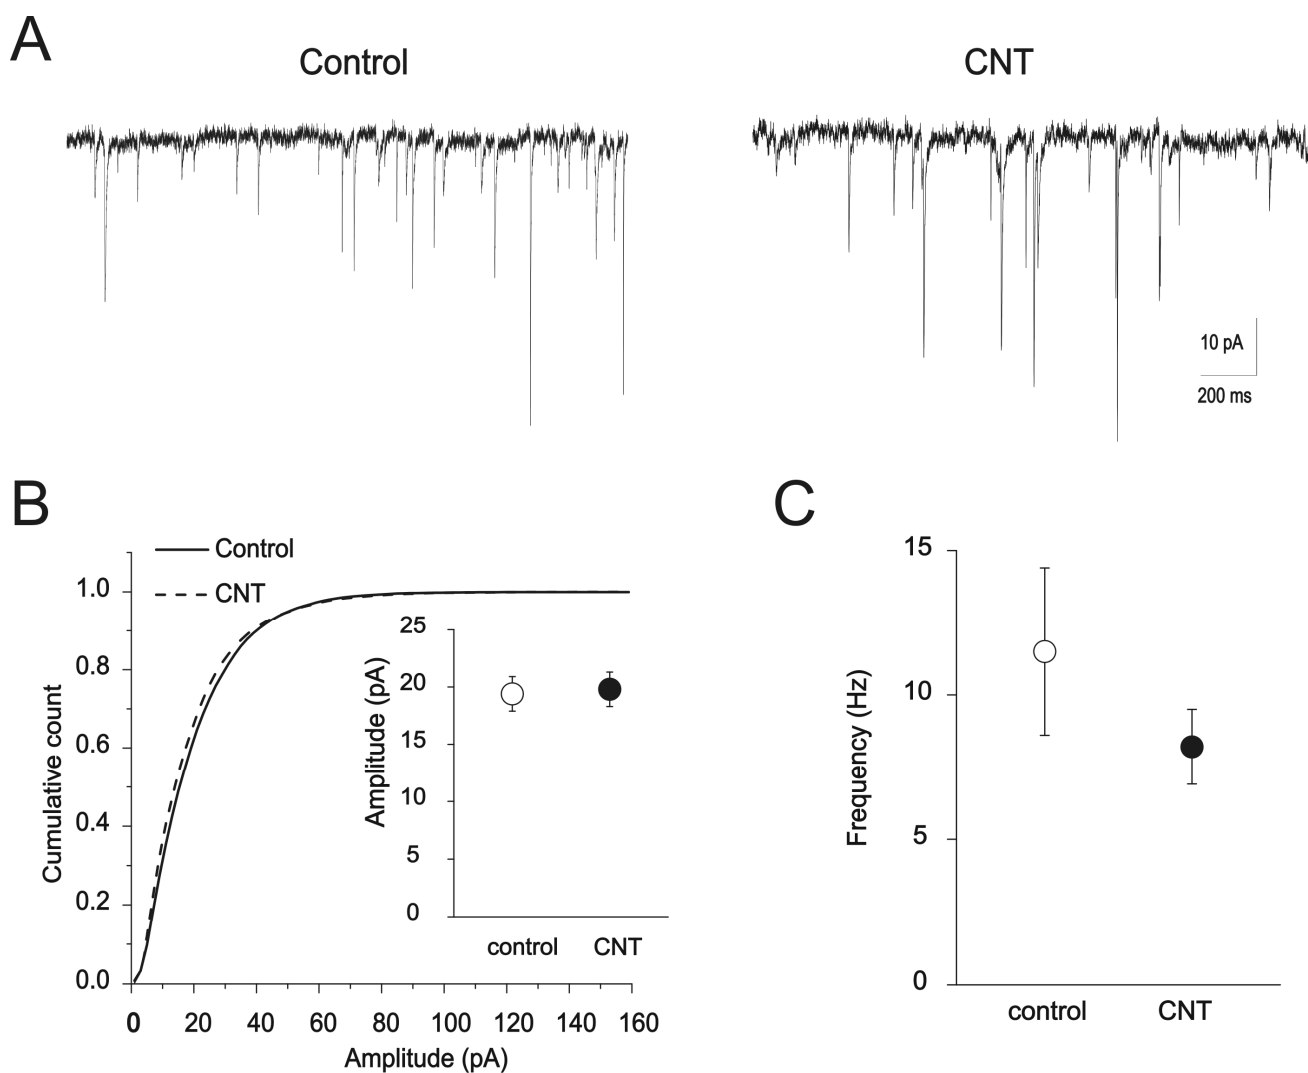 A
Control
CNT
10 pA
200 ms
B
Control
CNT
1.0
0.8
0.6
0.4
0.2
0.0
Cumulative count
0 20 40 60 80 100 120 140 160
Amplitude (pA)
25
20
15
10
5
0
Amplitude (pA)
control CNT
C
15
10
5
0
Frequency (Hz)
control CNT